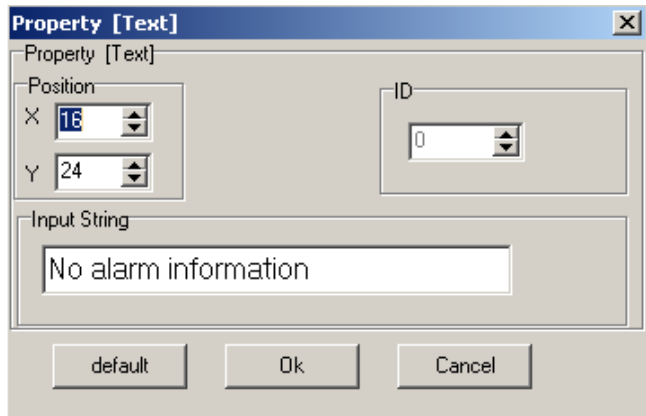 Property [Text]
Property [Text]
Position
X 16
Y 24
ID
0
Input String
No alarm information
default Ok Cancel